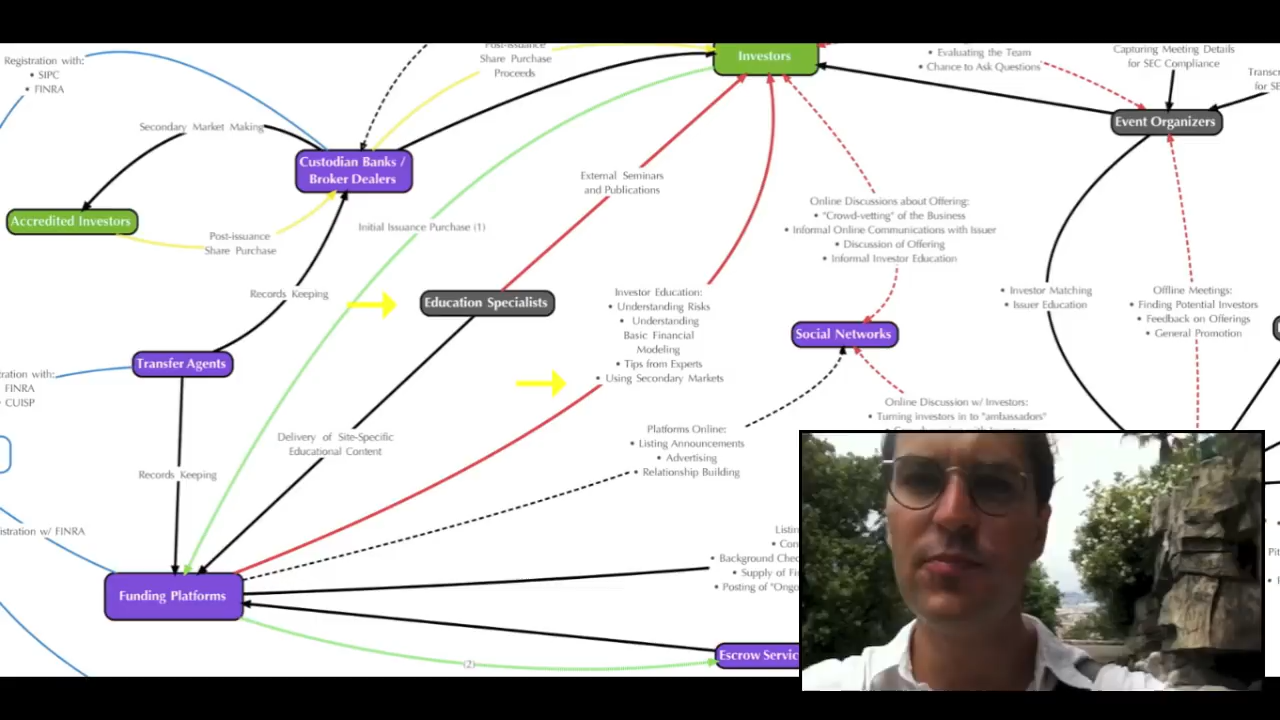 Post-issuance
Share Purchase
Proceeds
Investors
• Evaluating the Team
• Chance to Ask Questions
Capturing Meeting Details
for SEC Compliance
Registration with:
• SIPC
• FINRA
Secondary Market Making
Event Organizers
Custodian Banks /
Broker Dealers
External Seminars
and Publications
Accredited Investors
Post-issuance
Share Purchase
Initial Issuance Purchase (1)
Online Discussions about Offering:
• "Crowd-vetting" of the Business
• Informal Online Communications with Issuer
• Discussion of Offering
• Informal Investor Education
Records Keeping
Education Specialists
Investor Education:
• Understanding Risks
• Understanding
Basic Financial
Modeling
• Tips from Experts
• Using Secondary Markets
• Investor Matching
• Issuer Education
Offline Meetings:
• Finding Potential Investors
• Feedback on Offerings
• General Promotion
Social Networks
Transfer Agents
with:
FINRA
CUISP
Online Discussion w/ Investors:
• Turning investors in to "ambassadors"
Delivery of Site-Specific
Educational Content
Platforms Online:
• Listing Announcements
• Advertising
• Relationship Building
Records Keeping
w/ FINRA
Funding Platforms
• Background
• Supply of
• Posting of
(2)
Escrow